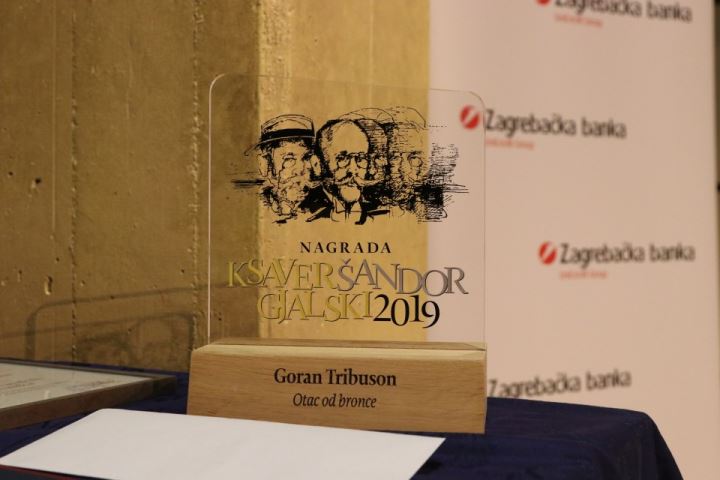 Zagrebačka banka
Zagrebačka banka
Zagrebačka banka
Zagrebačka banka
NAGRADA
KSAVER ŠANDOR
GJALSKI 2019
Goran Tribuson
Otac od bronce